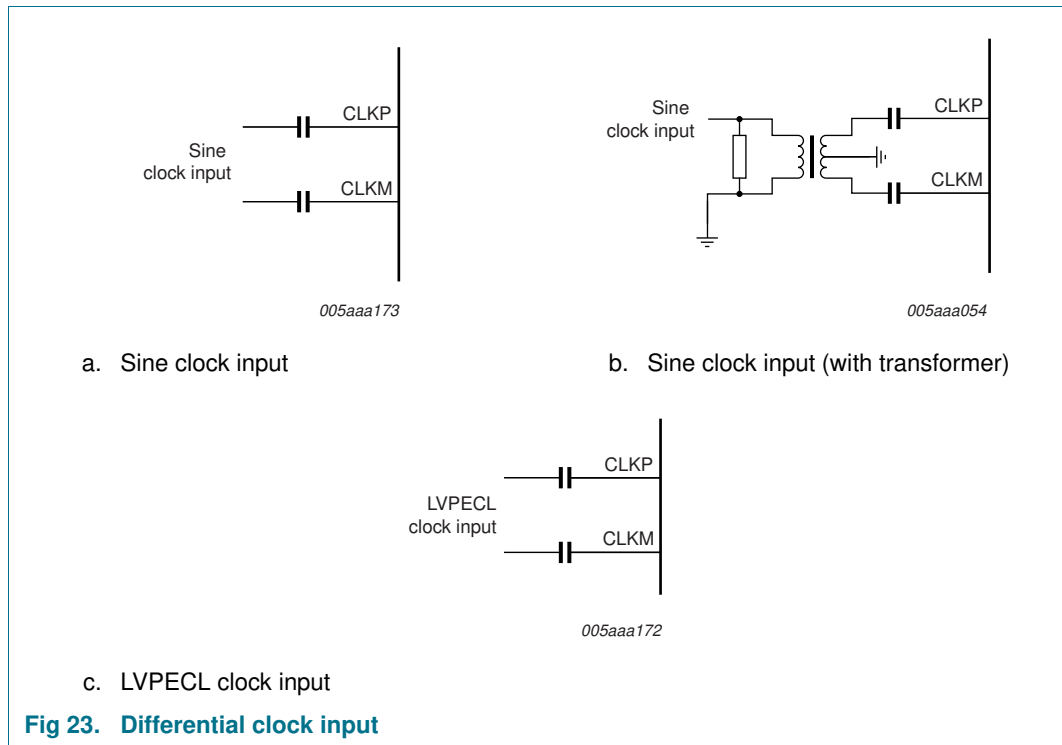 CLKP
Sine
clock input
CLKM
005aaa173
a. Sine clock input
Sine
clock input
CLKP
CLKM
005aaa054
b. Sine clock input (with transformer)
CLKP
LVPECL
clock input
CLKM
005aaa172
c. LVPECL clock input
Fig 23. Differential clock input